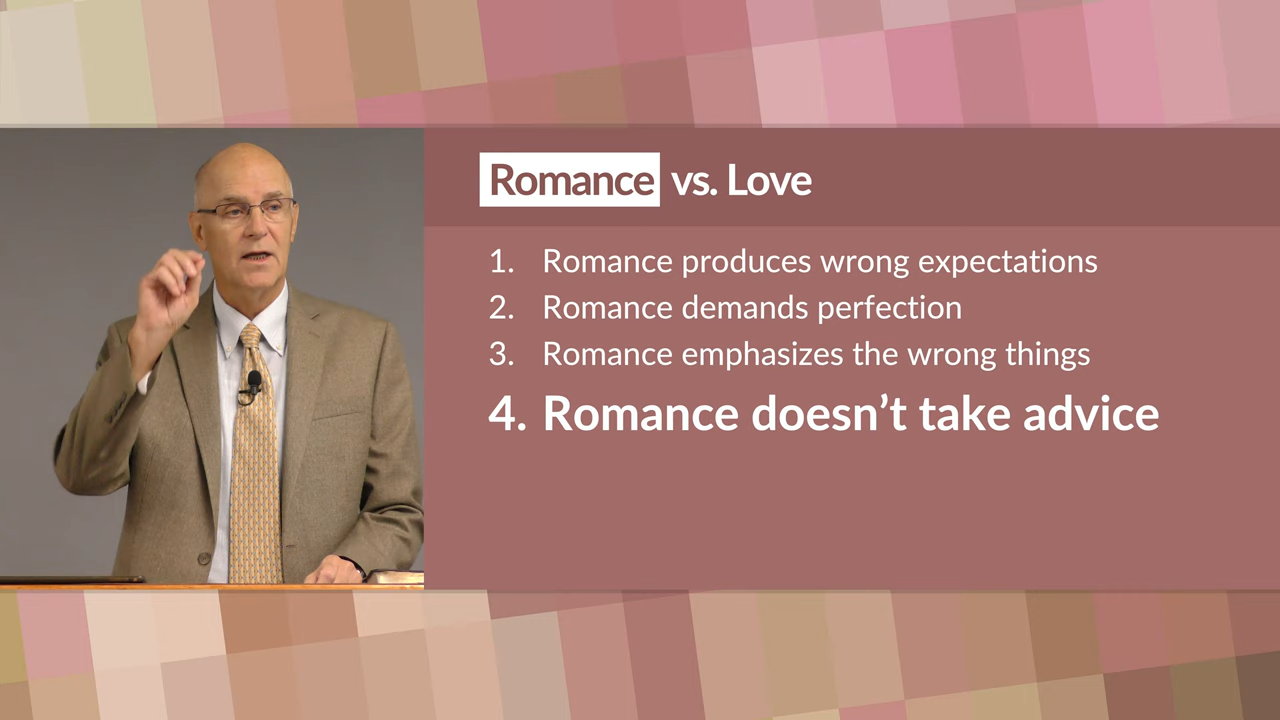 Romance vs. Love
1. Romance produces wrong expectations
2. Romance demands perfection
3. Romance emphasizes the wrong things
4. Romance doesn’t take advice